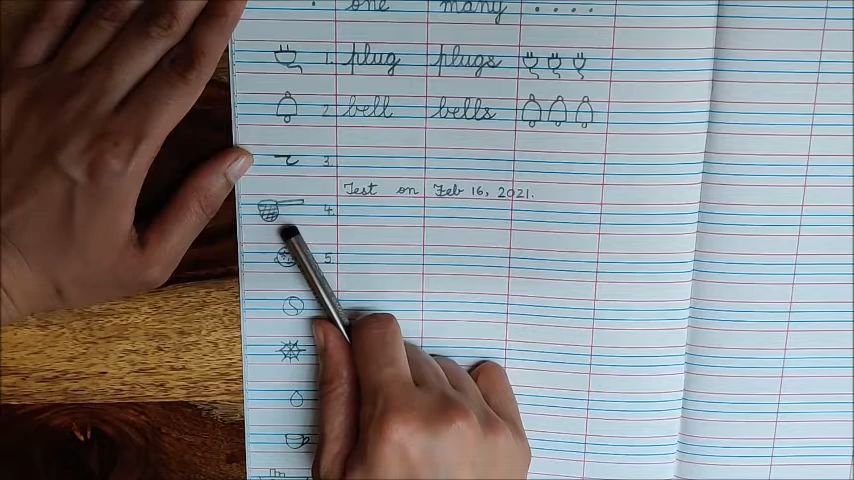 one many . . . .
1. plug plugs
2. bell bells
3.
Test on Feb 16, 2021.
4.
5.